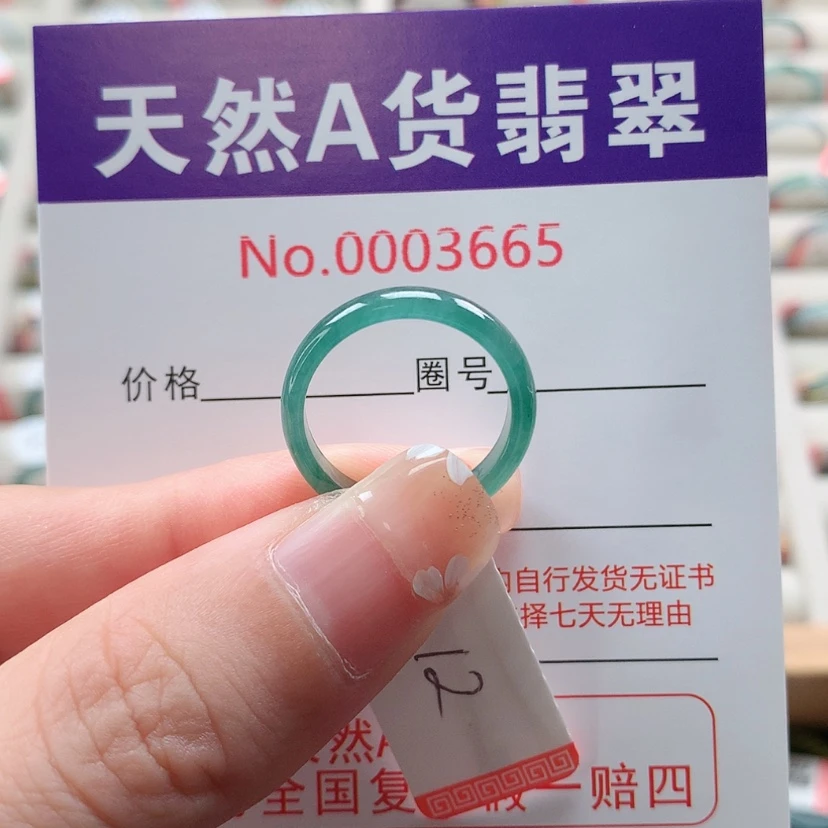 天然A货翡翠
No.0003665
价格 圈号
自行发货无证书
择七天无理由
12
然
全国复 一赔四